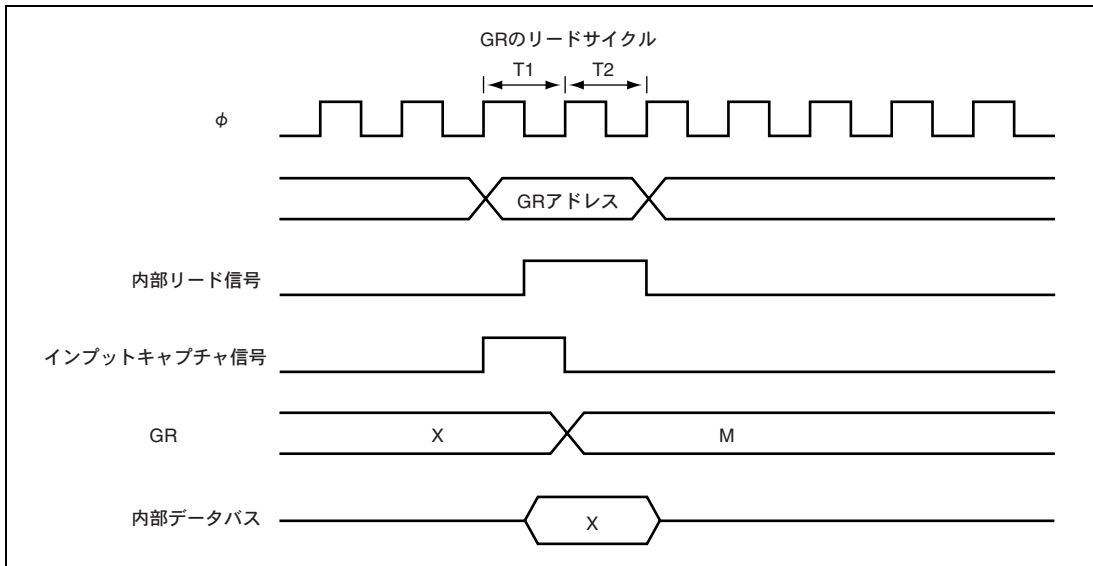 GRのリードサイクル
T1 T2
φ
GRアドレス
内部リード信号
インプットキャプチャ信号
GR X M
内部データバス X